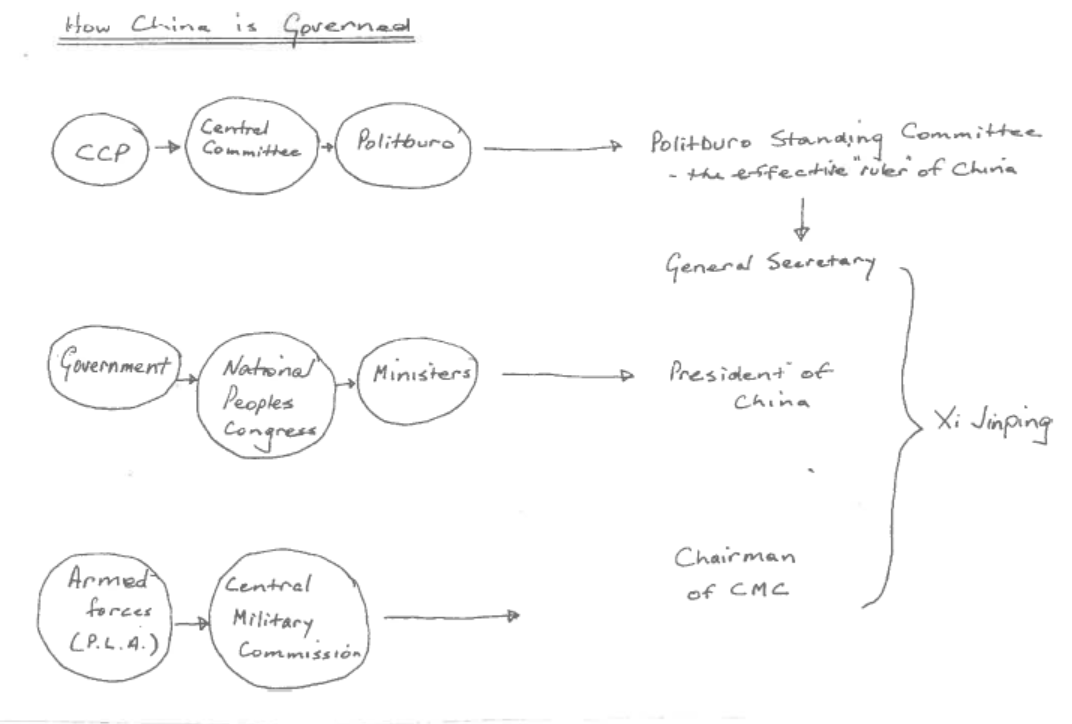 How China is Governed
CCP
Central
Committee
Politburo
Politburo Standing Committee
- the effective "ruler" of China
General Secretary
Government
National
Peoples
Congress
Ministers
President of
China
Xi Jinping
Armed
forces
(P.L.A.)
Central
Military
Commission
Chairman
of CMC